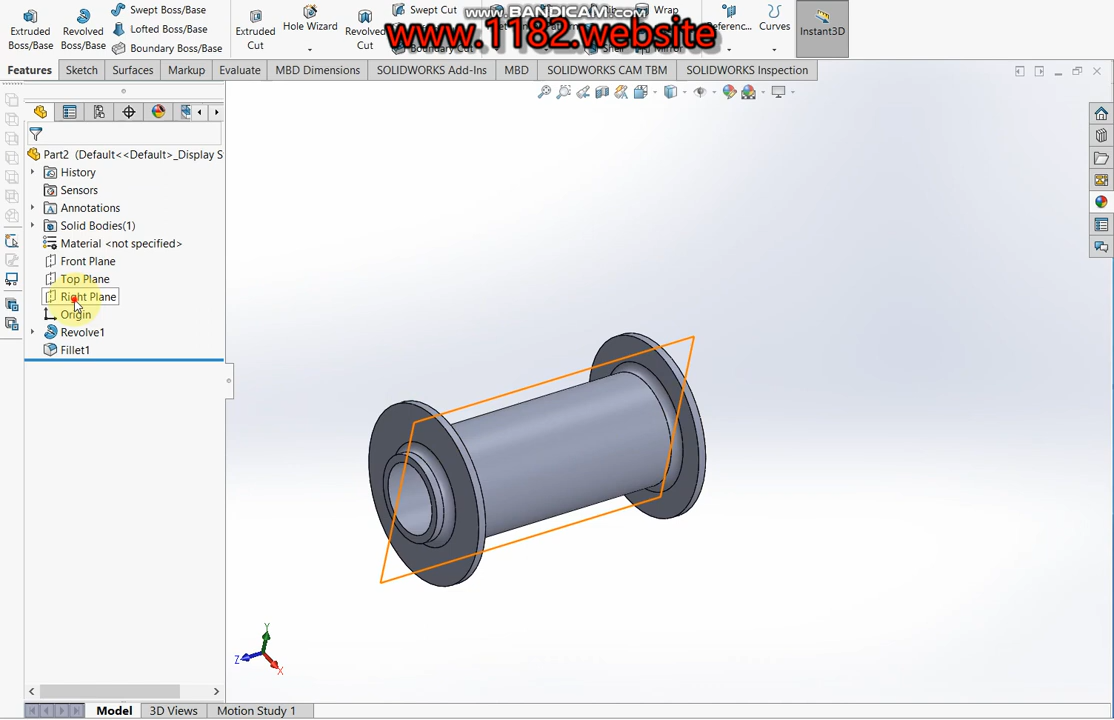 www.BANDICAM.com
www.1182.website
Extruded Boss/Base
Revolved Boss/Base
Swept Boss/Base
Lofted Boss/Base
Boundary Boss/Base
Extruded Cut
Hole Wizard
Revolved Cut
Swept Cut
Boundary Cut
Wrap
Shell
Mirror
Curves
Instant3D
Features
Sketch
Surfaces
Markup
Evaluate
MBD Dimensions
SOLIDWORKS Add-Ins
MBD
SOLIDWORKS CAM TBM
SOLIDWORKS Inspection
Part2 (Default<<Default>_Display S
History
Sensors
Annotations
Solid Bodies(1)
Material <not specified>
Front Plane
Top Plane
Right Plane
Origin
Revolve1
Fillet1
Y
Z
X
Model
3D Views
Motion Study 1